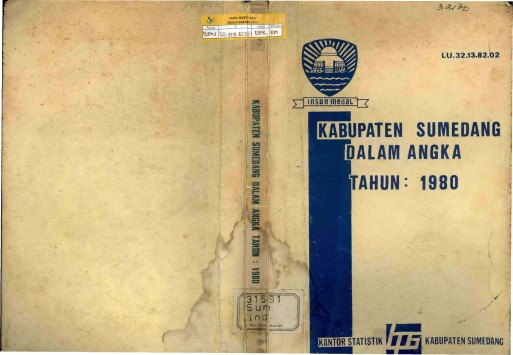 KABUPATEN SUMEDANG DALAM ANGKA TAHUN : 1980
31591
Sum
ind
LU.32.13.82.02
insun medal
KABUPATEN SUMEDANG
DALAM ANGKA
TAHUN : 1980
KANTOR STATISTIK
KABUPATEN SUMEDANG